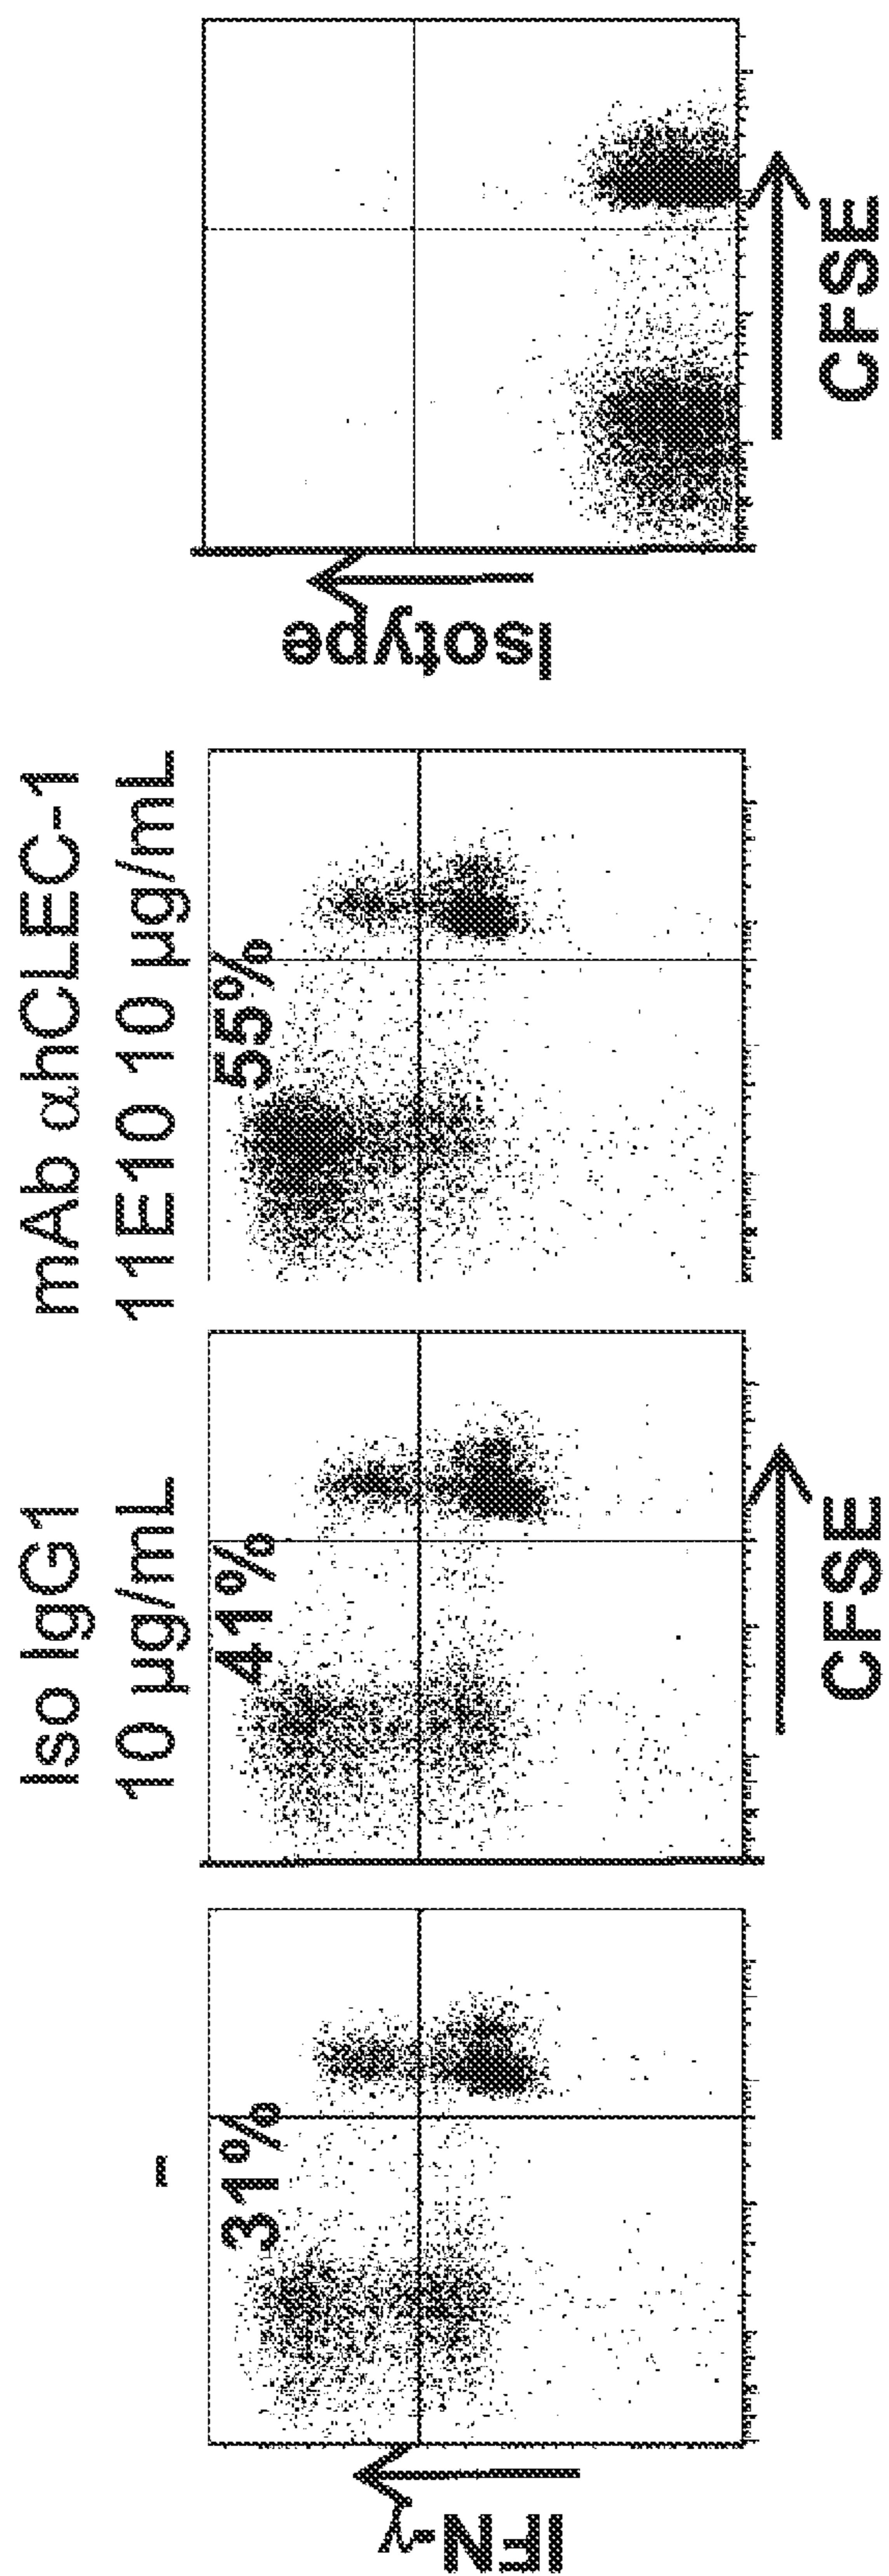 –
Iso IgG1
10 µg/mL
mAb αhCLEC-1
11E10 10 µg/mL
31%
41%
55%
IFN-γ
Isotype
CFSE
CFSE